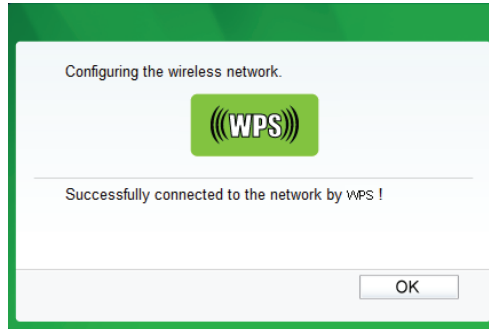 Configuring the wireless network.
(((WPS)))
Successfully connected to the network by WPS !
OK